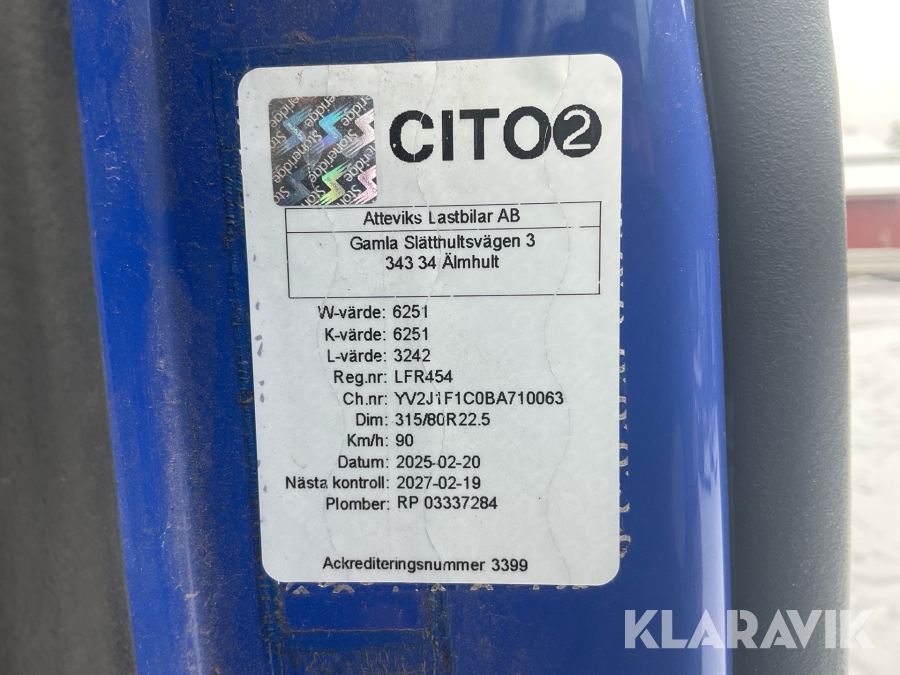 Stoneridge
CITO2
Atteviks Lastbilar AB
Gamla Slätthultsvägen 3
343 34 Älmhult
W-värde: 6251
K-värde: 6251
L-värde: 3242
Reg.nr: LFR454
Ch.nr: YV2J1F1C0BA710063
Dim: 315/80R22.5
Km/h: 90
Datum: 2025-02-20
Nästa kontroll: 2027-02-19
Plomber: RP 03337284
Ackrediteringsnummer 3399
KLARAVIK